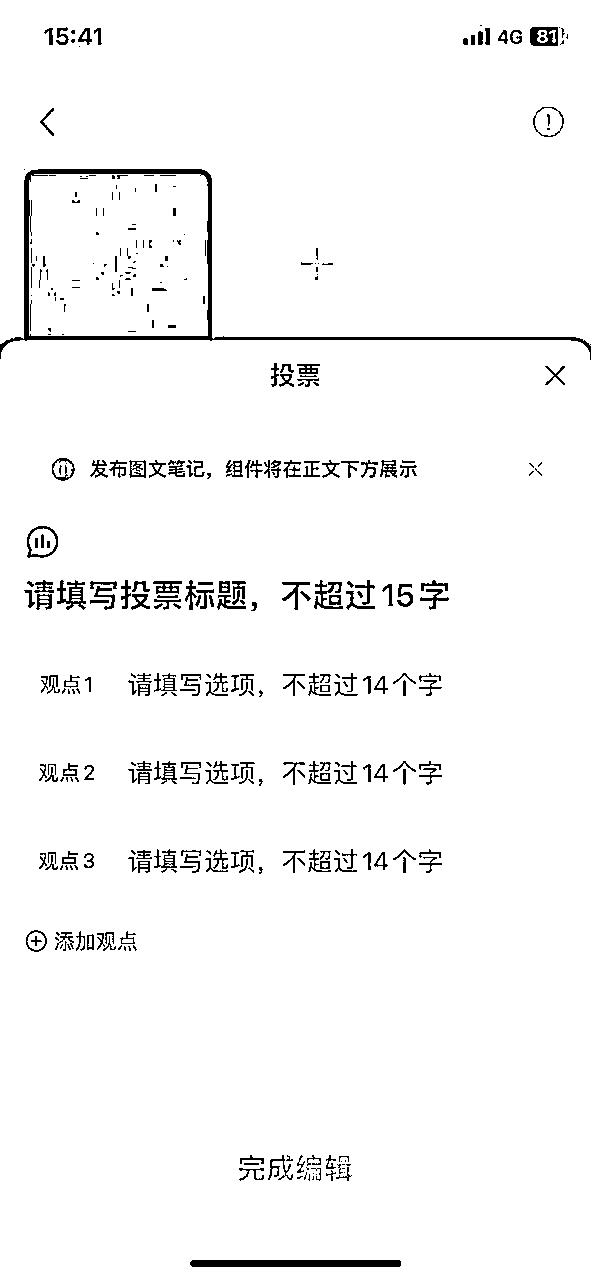 15:41
4G 81
投票
发布图文笔记，组件将在正文下方展示
请填写投票标题，不超过15字
观点1 请填写选项，不超过14个字
观点2 请填写选项，不超过14个字
观点3 请填写选项，不超过14个字
添加观点
完成编辑